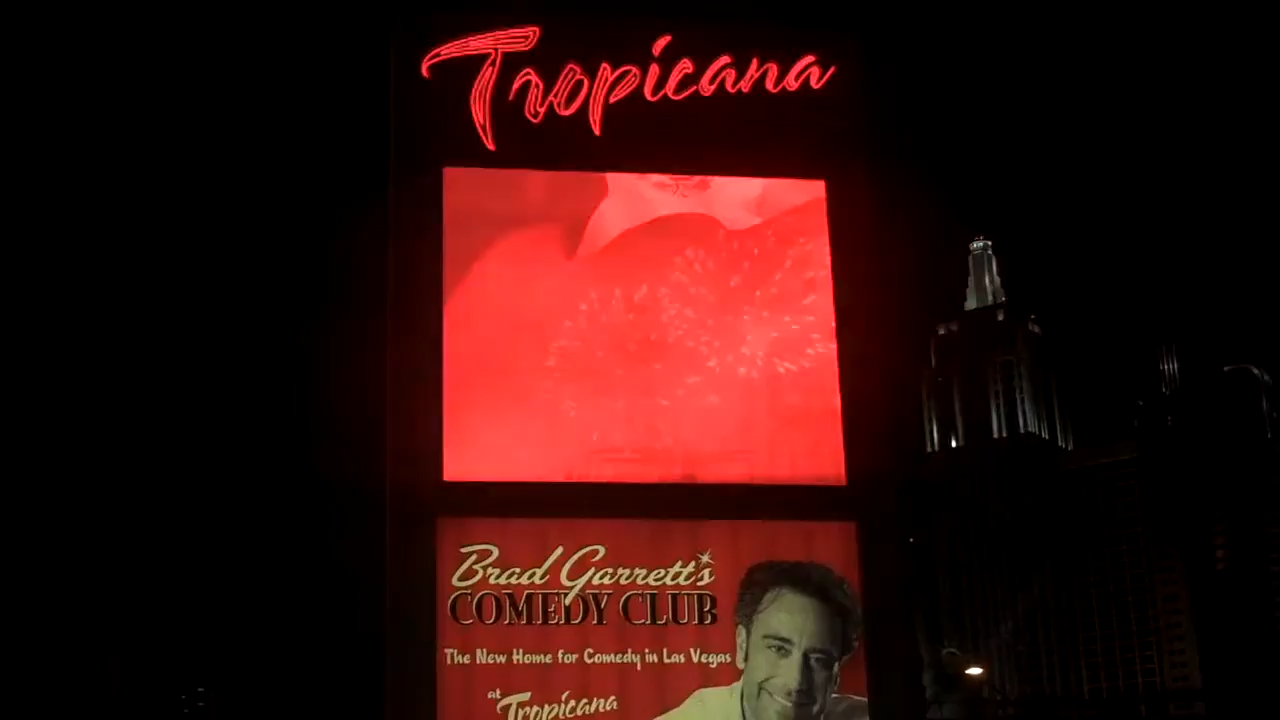 Tropicana
Brad Garrett's
COMEDY CLUB
The New Home for Comedy in Las Vegas
at
Tropicana